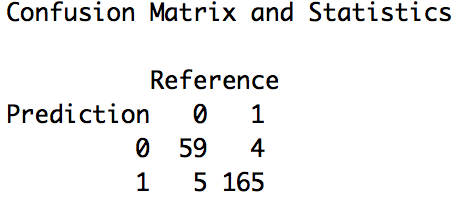 Confusion Matrix and Statistics
Reference
Prediction 0 1
0 59 4
1 5 165